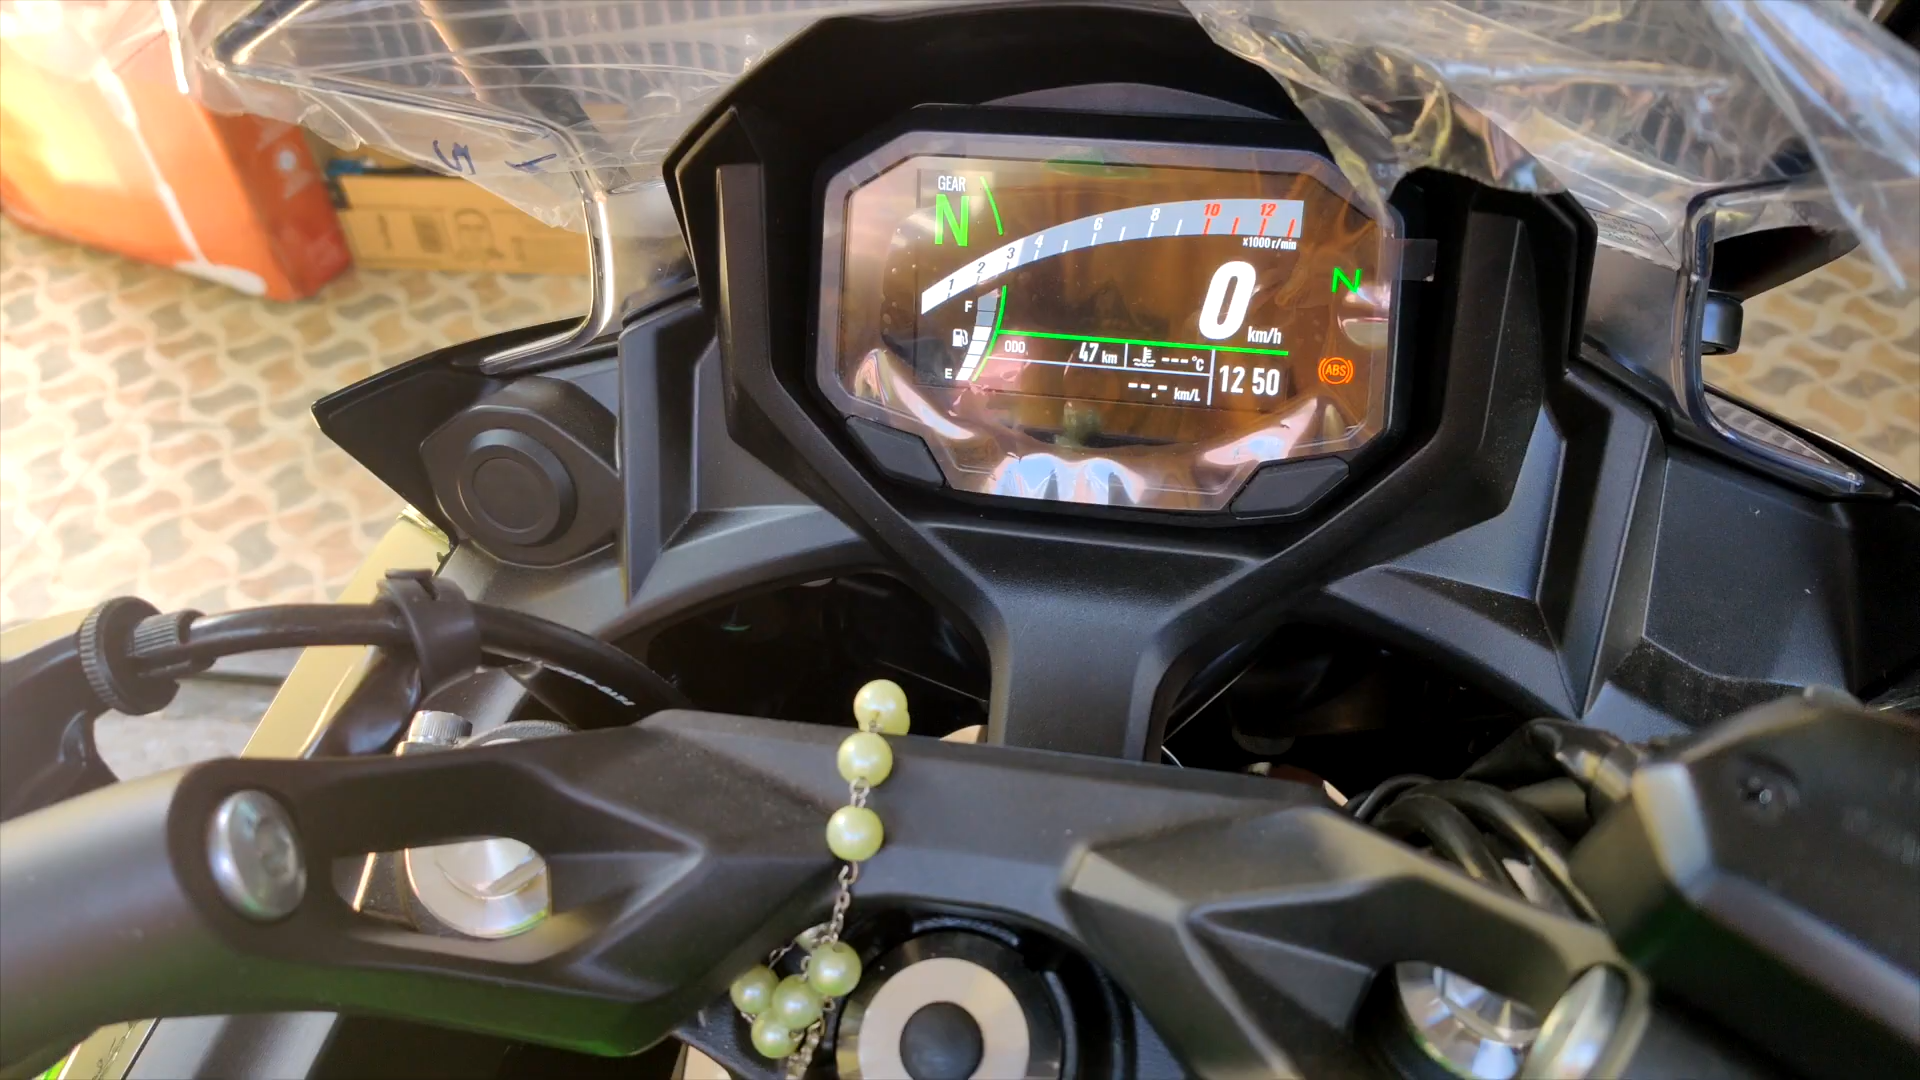 GEAR
N
1 2 3 4 6 8 10 12
x1000 r/min
0
km/h
N
F
E
ODO 47 km
--- °C
--.- km/L
12 50
ABS